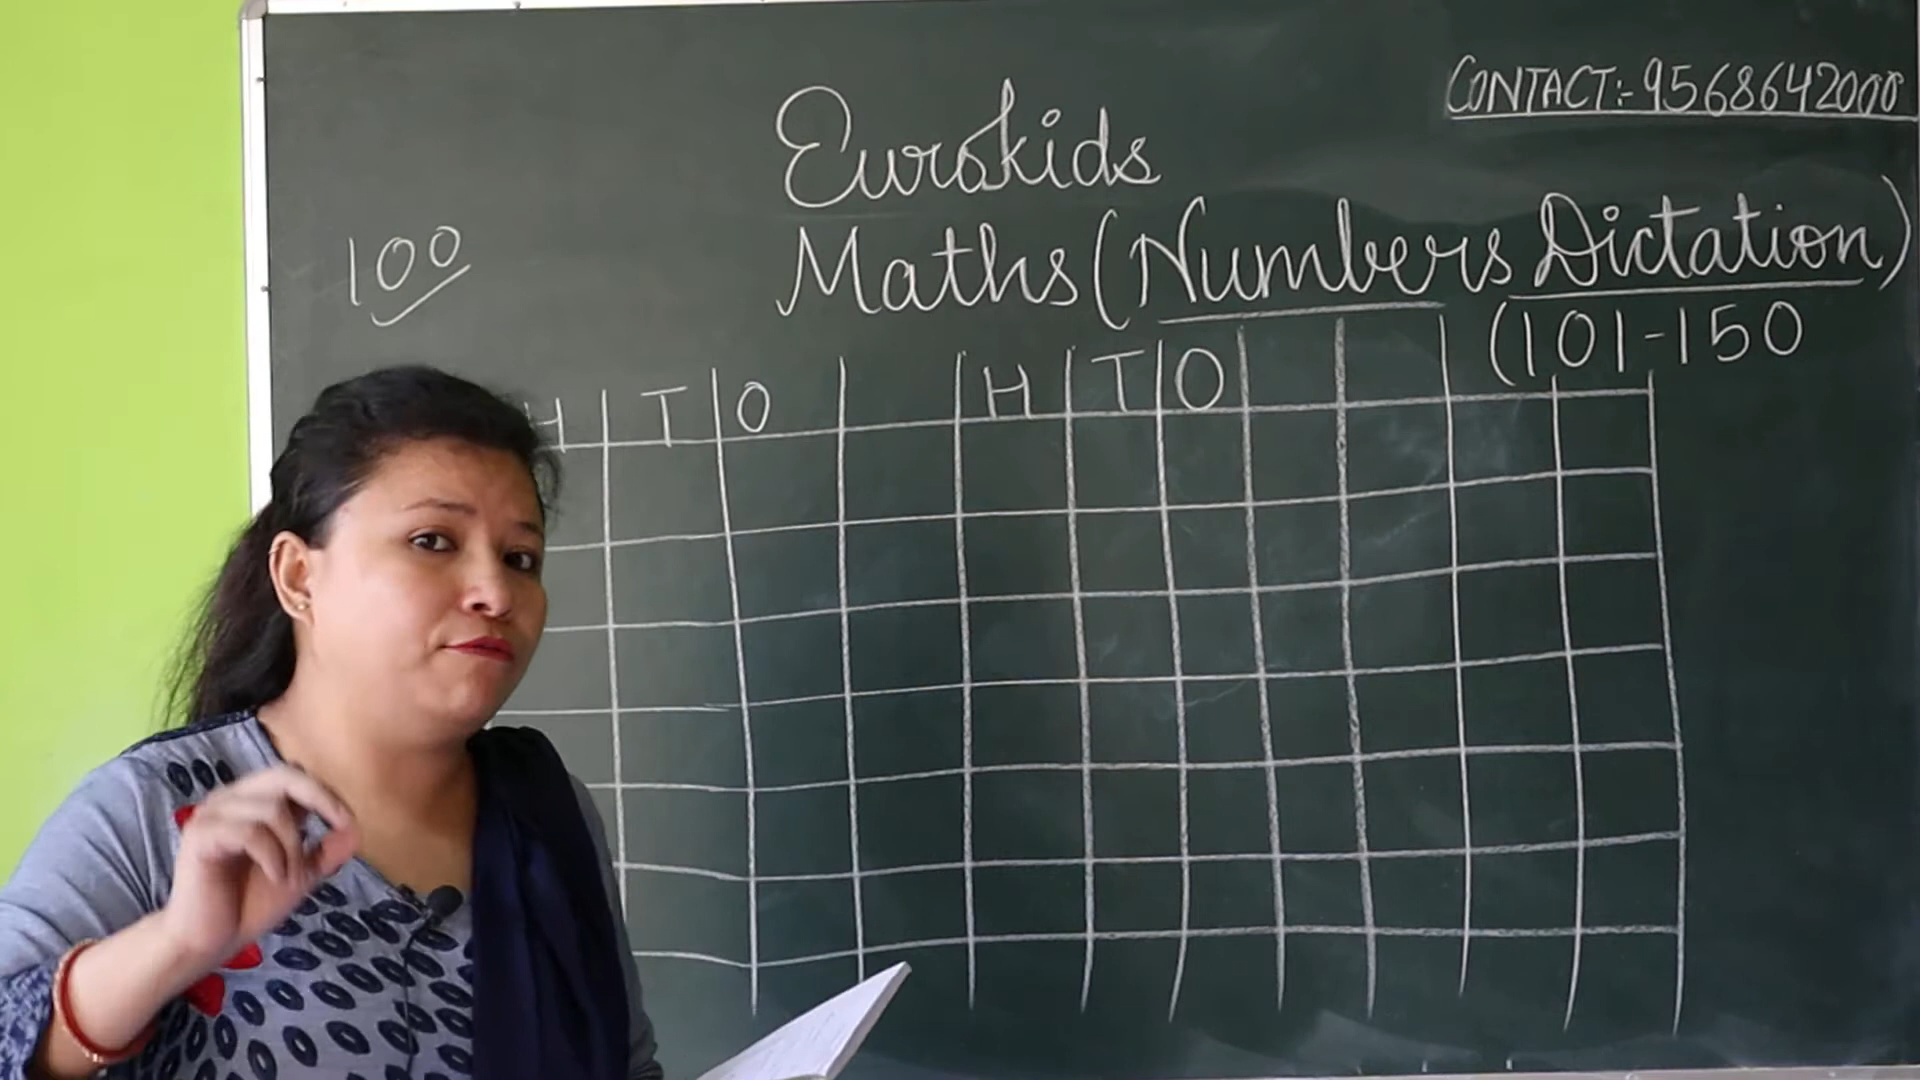 CONTACT:-9568642000
Eurokids
Maths (Numbers Dictation)
(101-150
100
H T O H T O